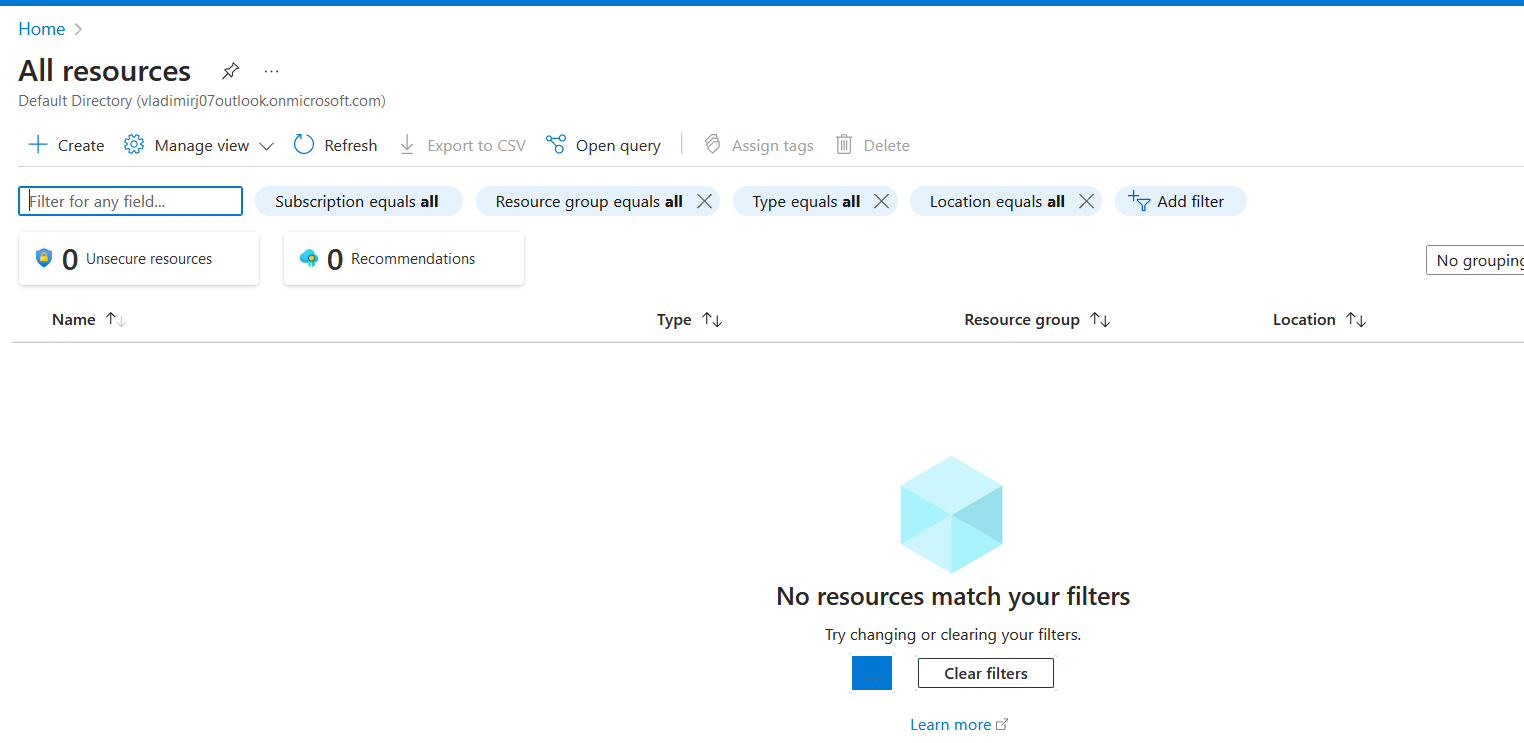 Home
All resources
Default Directory (vladimirj07outlook.onmicrosoft.com)
Create Manage view Refresh Export to CSV Open query Assign tags Delete
Filter for any field... Subscription equals all Resource group equals all Type equals all Location equals all Add filter
0 Unsecure resources 0 Recommendations No grouping
Name Type Resource group Location
No resources match your filters
Try changing or clearing your filters.
... Clear filters
Learn more